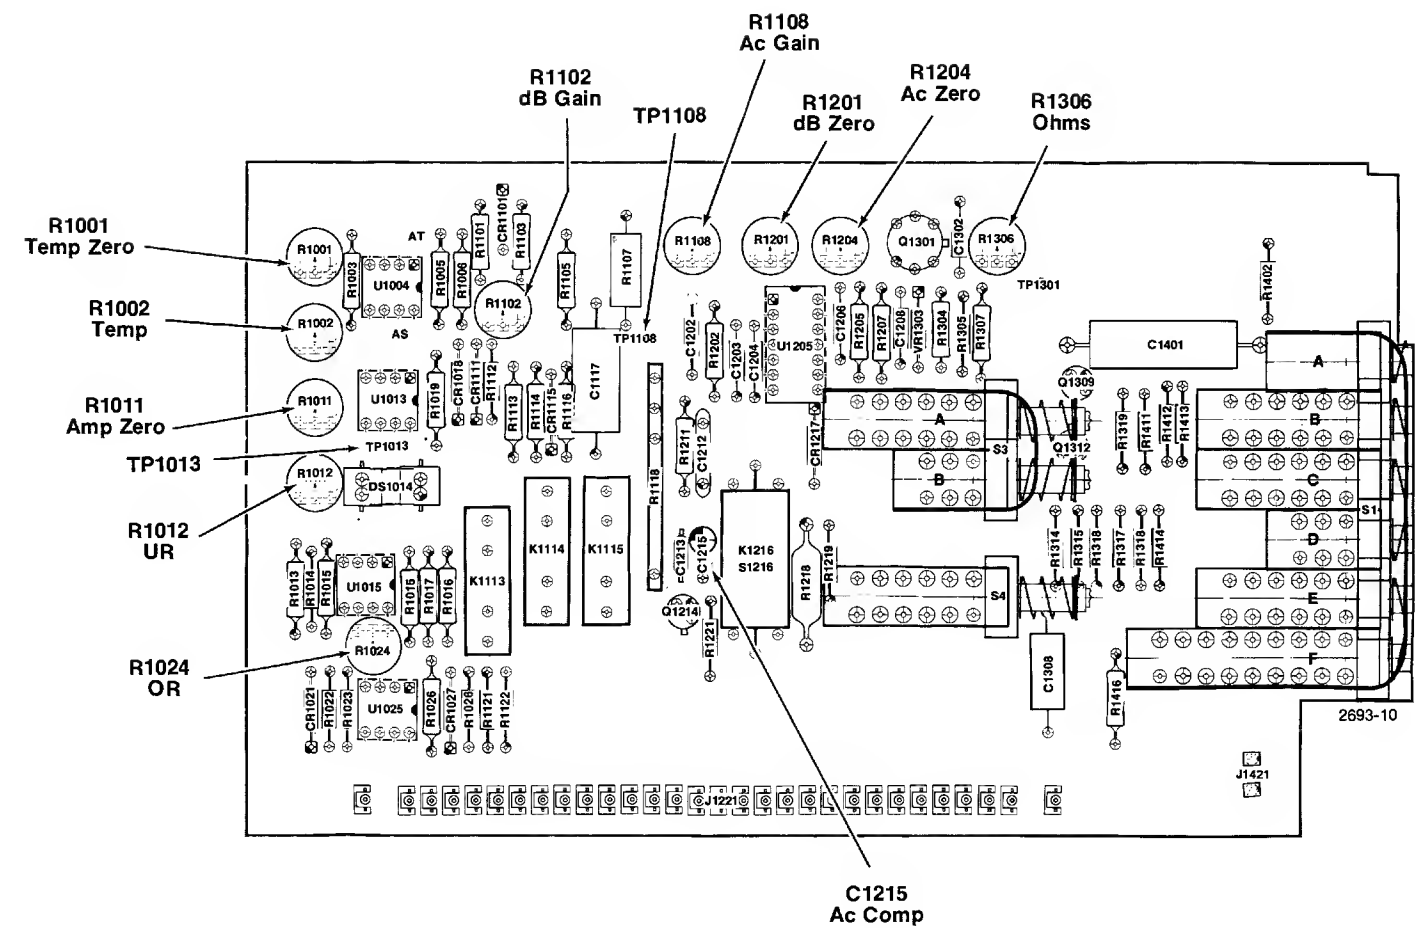 R1108
Ac Gain
R1102
dB Gain
TP1108
R1201
dB Zero
R1204
Ac Zero
R1306
Ohms
R1001
Temp Zero
R1002
Temp
R1011
Amp Zero
TP1013
R1012
UR
R1024
OR
C1215
Ac Comp
R1001
R1003
AT
U1004
AS
R1005
R1006
R1101
CR1101
R1103
R1102
R1105
R1107
TP1108
R1108
R1201
R1204
Q1301
C1302
R1306
TP1301
R1402
R1002
R1011
U1013
R1019
CR1018
CR1111
R1112
R1113
R1114
CR1115
R1116
C1117
C1202
R1202
C1203
C1204
U1205
C1206
R1205
R1207
C1208
VR1303
R1304
R1305
R1307
C1401
TP1013
R1012
DS1014
R1118
R1211
C1212
CR1217
A
S3
B
Q1309
Q1312
R1319
R1411
R1412
R1413
A
B
C
S1
D
E
F
2693-10
R1013
R1014
R1015
U1015
R1015
R1017
R1016
K1113
K1114
K1115
C1213
C1215
Q1214
R1221
K1216
S1216
R1218
R1219
S4
R1314
R1315
R1318
R1317
R1318
R1414
C1308
R1416
R1024
CR1021
R1022
R1023
U1025
R1026
CR1027
R1028
R1121
R1122
J1221
J1421